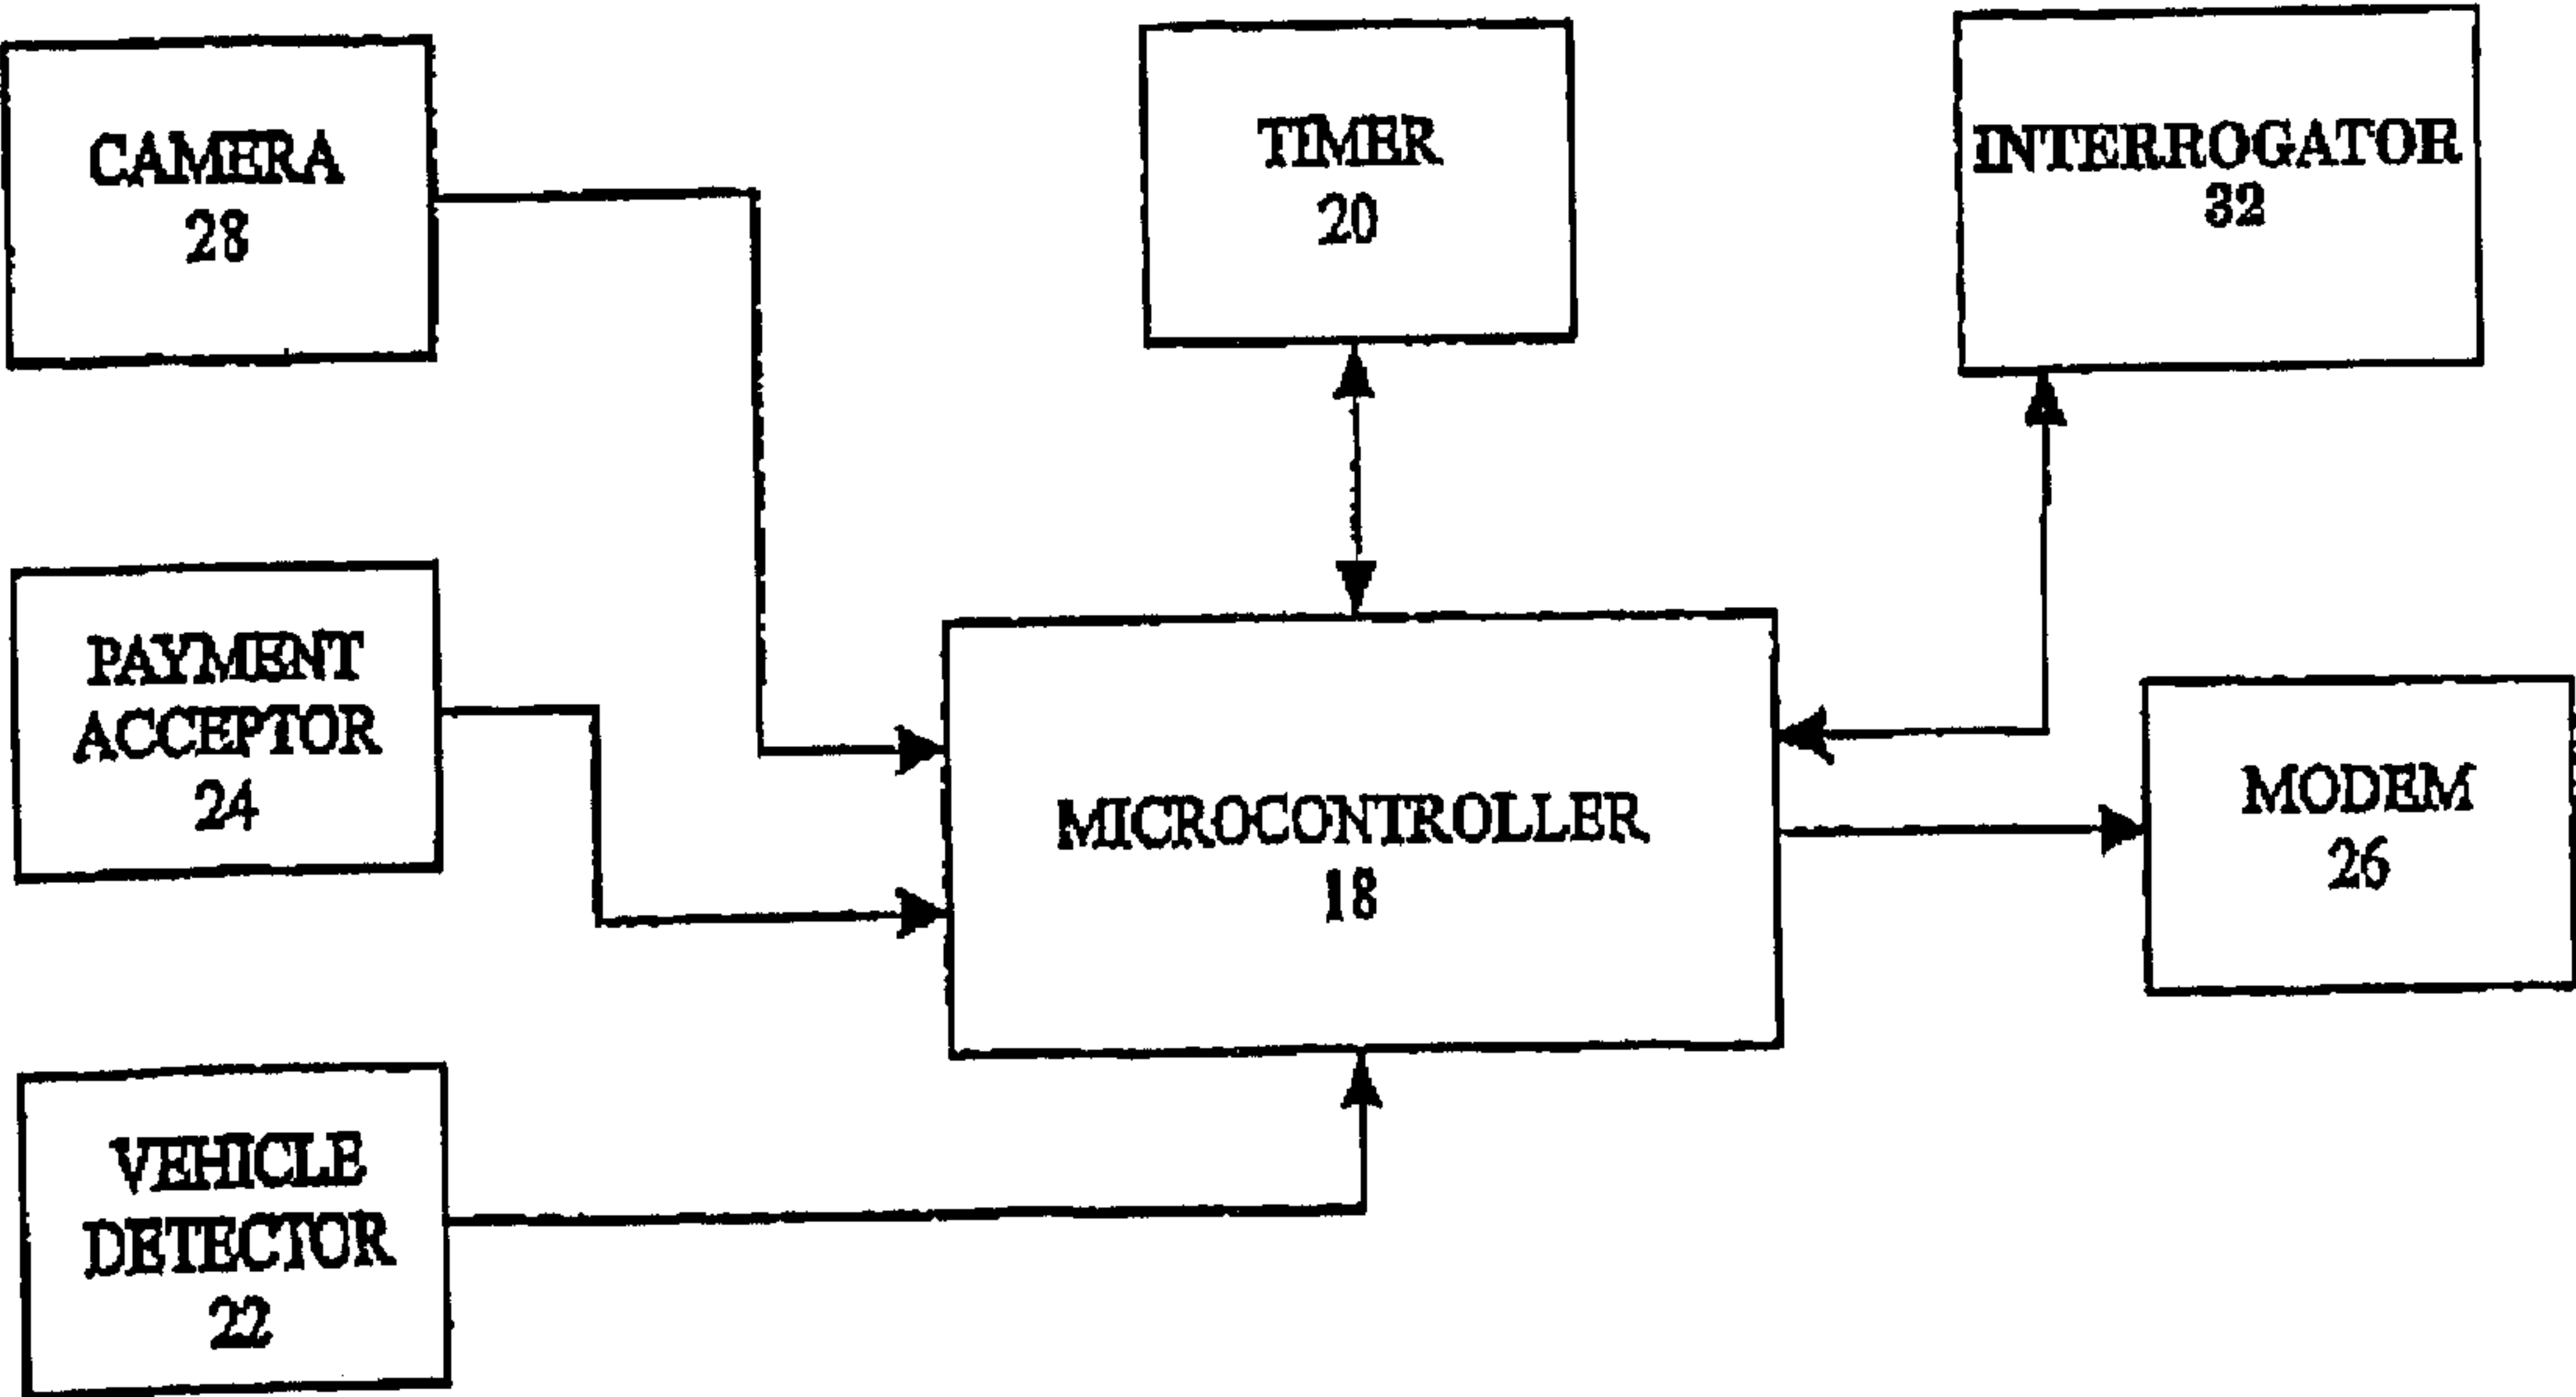 CAMERA
28
TIMER
20
INTERROGATOR
32
PAYMENT
ACCEPTOR
24
MICROCONTROLLER
18
MODEM
26
VEHICLE
DETECTOR
22